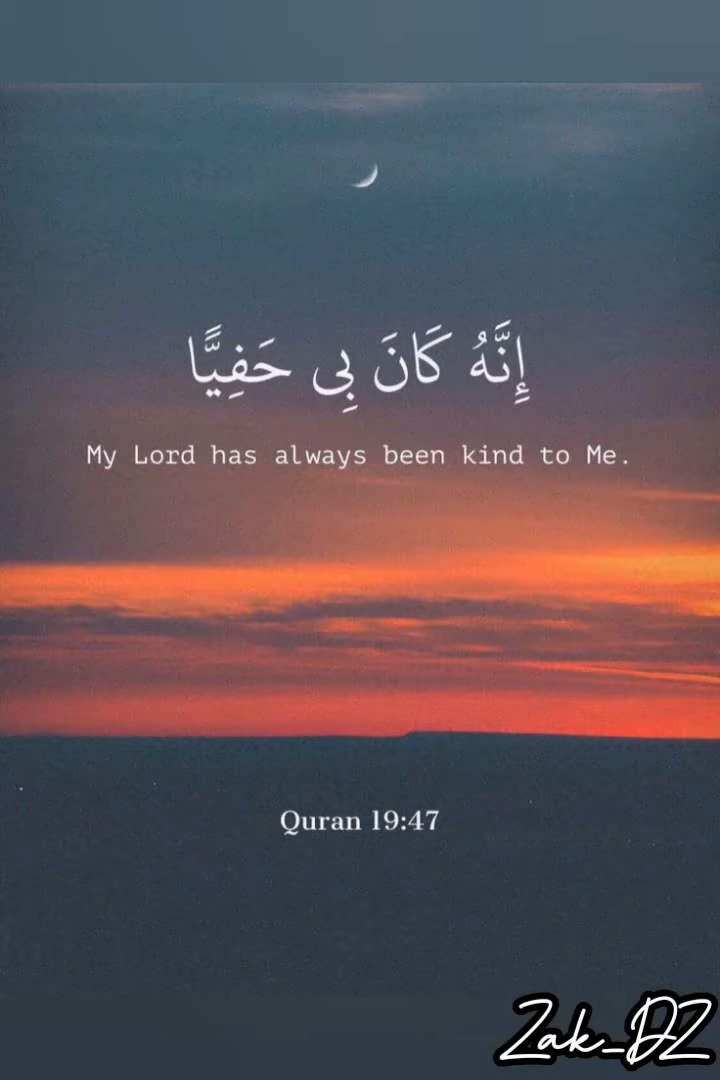 إِنَّهُ كَانَ بِي حَفِيًّا
My Lord has always been kind to Me.
Quran 19:47
Zak_DZ